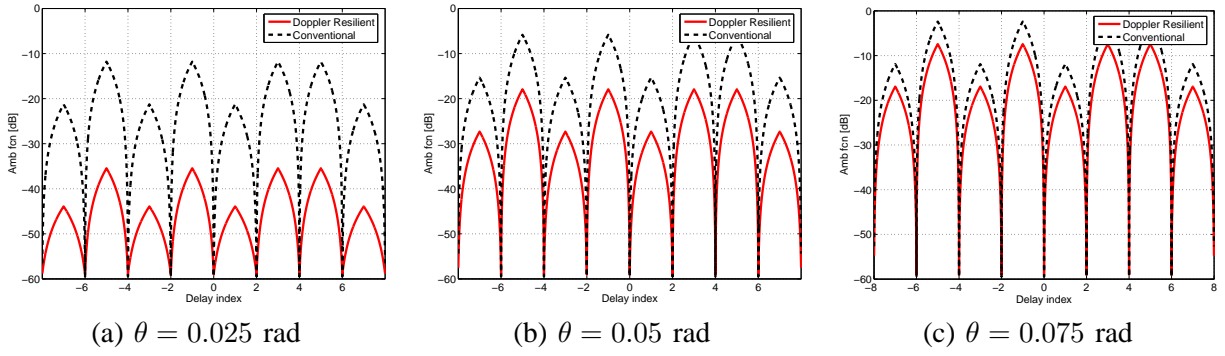 Doppler Resilient
Conventional
0
−10
−20
−30
−40
−50
−60
Amb fcn [dB]
−6 −4 −2 0 2 4 6
Delay index
(a) θ = 0.025 rad
Doppler Resilient
Conventional
0
−10
−20
−30
−40
−50
−60
Amb fcn [dB]
−6 −4 −2 0 2 4 6
Delay index
(b) θ = 0.05 rad
Doppler Resilient
Conventional
0
−10
−20
−30
−40
−50
−60
Amb fcn [dB]
−8 −6 −4 −2 0 2 4 6 8
Delay index
(c) θ = 0.075 rad